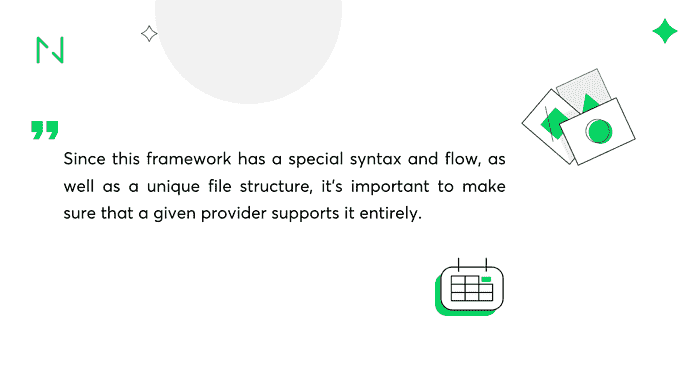 Since this framework has a special syntax and flow, as
well as a unique file structure, it's important to make
sure that a given provider supports it entirely.